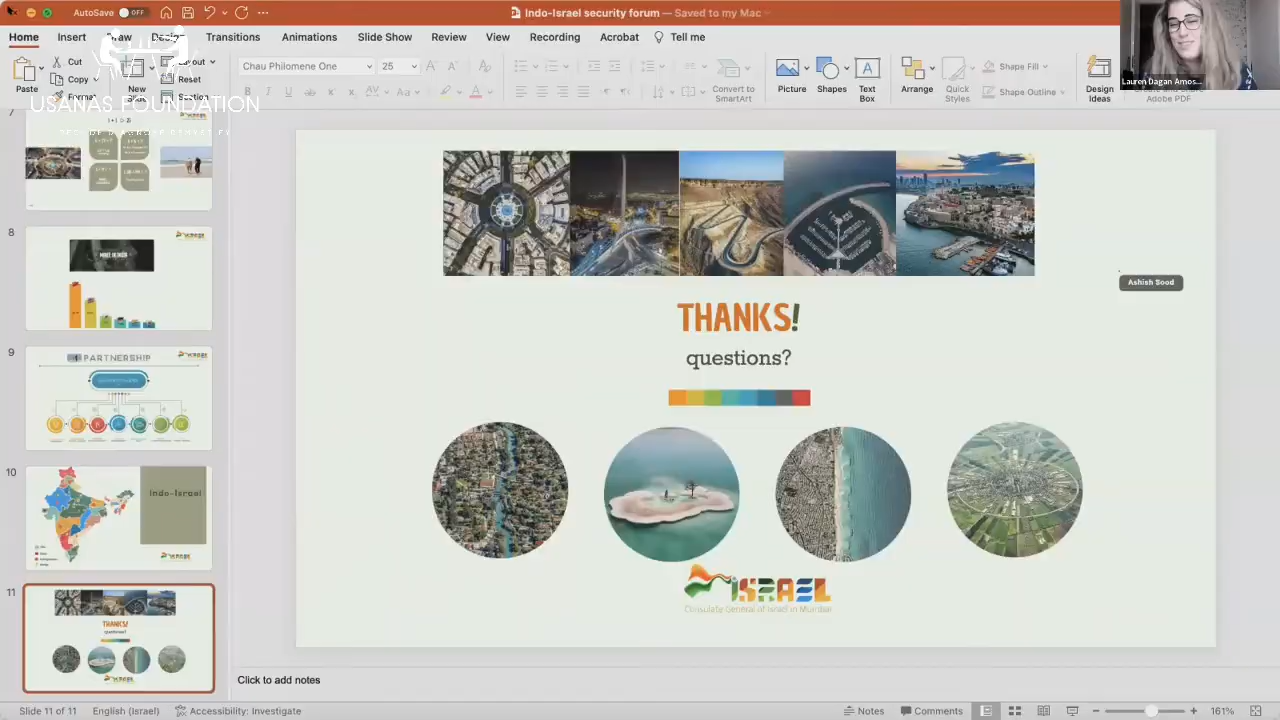 AutoSave OFF
Indo-Israel security forum — Saved to my Mac
Home Insert Draw Design Transitions Animations Slide Show Review View Recording Acrobat Tell me
Paste
Cut
Copy
Format
New
Reset
Section
Chau Philomene One
25
Convert to
SmartArt
Picture
Shapes
Text
Box
Arrange
Quick
Styles
Shape Fill
Shape Outline
Design
Ideas
Adobe PDF
USANAS FOUNDATION
Lauren Dagan Amos...
Ashish Sood
7
8
9
PARTNERSHIP
10
Indo-Israel
11
THANKS!
questions?
THANKS!
questions?
ISRAEL
Consulate General of Israel in Mumbai
Click to add notes
Slide 11 of 11
English (Israel)
Accessibility: Investigate
Notes
Comments
161%